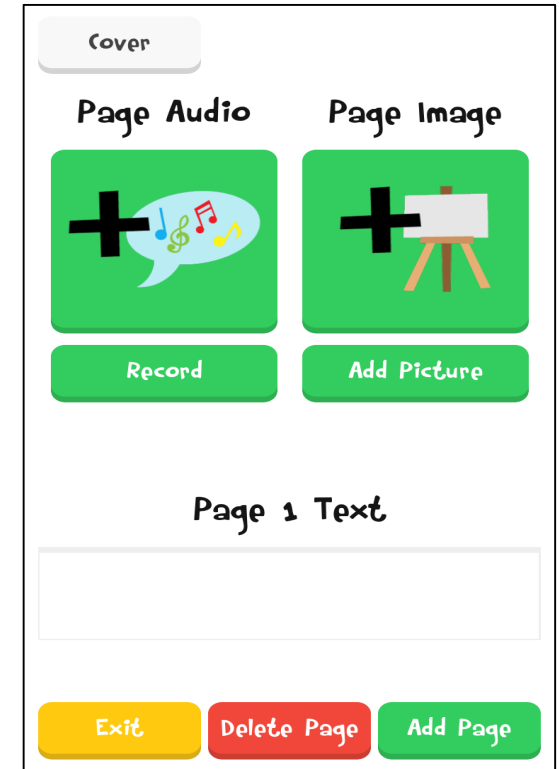 Cover
Page Audio
Page Image
Record
Add Picture
Page 1 Text
Exit
Delete Page
Add Page